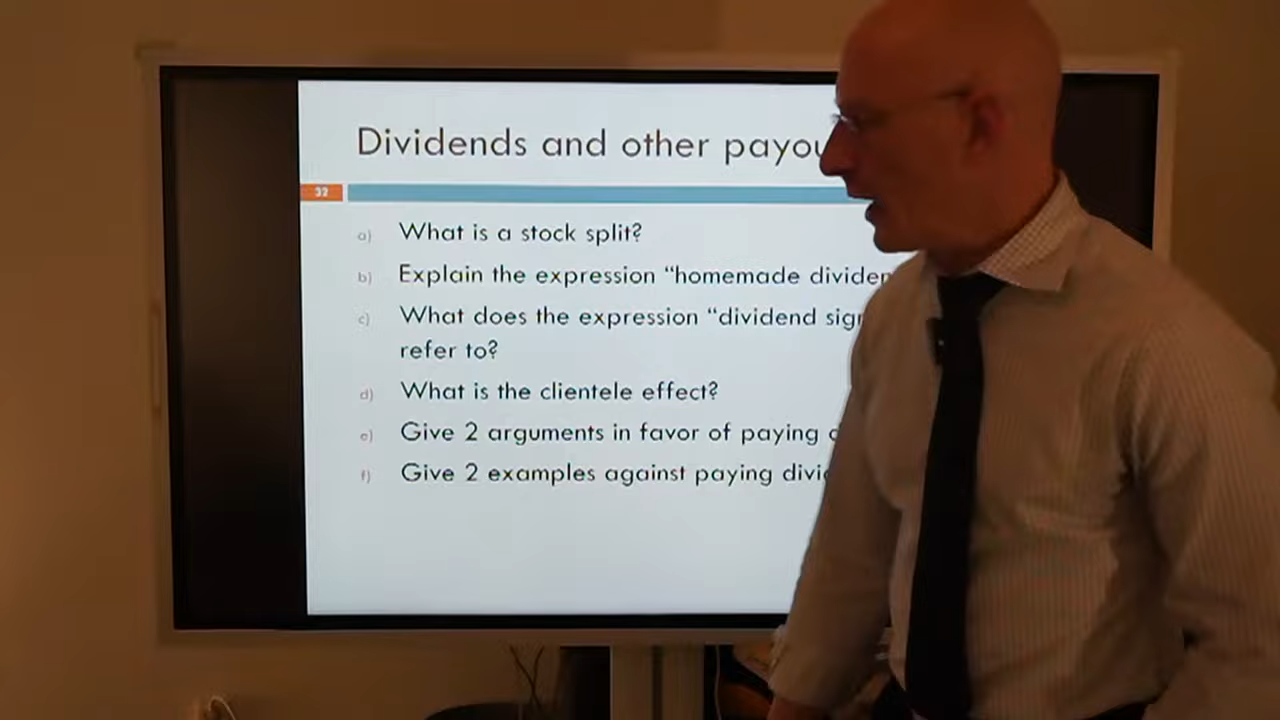 Dividends and other payou
32
a) What is a stock split?
b) Explain the expression “homemade dividen
c) What does the expression “dividend sig
refer to?
d) What is the clientele effect?
e) Give 2 arguments in favor of paying
f) Give 2 examples against paying divi